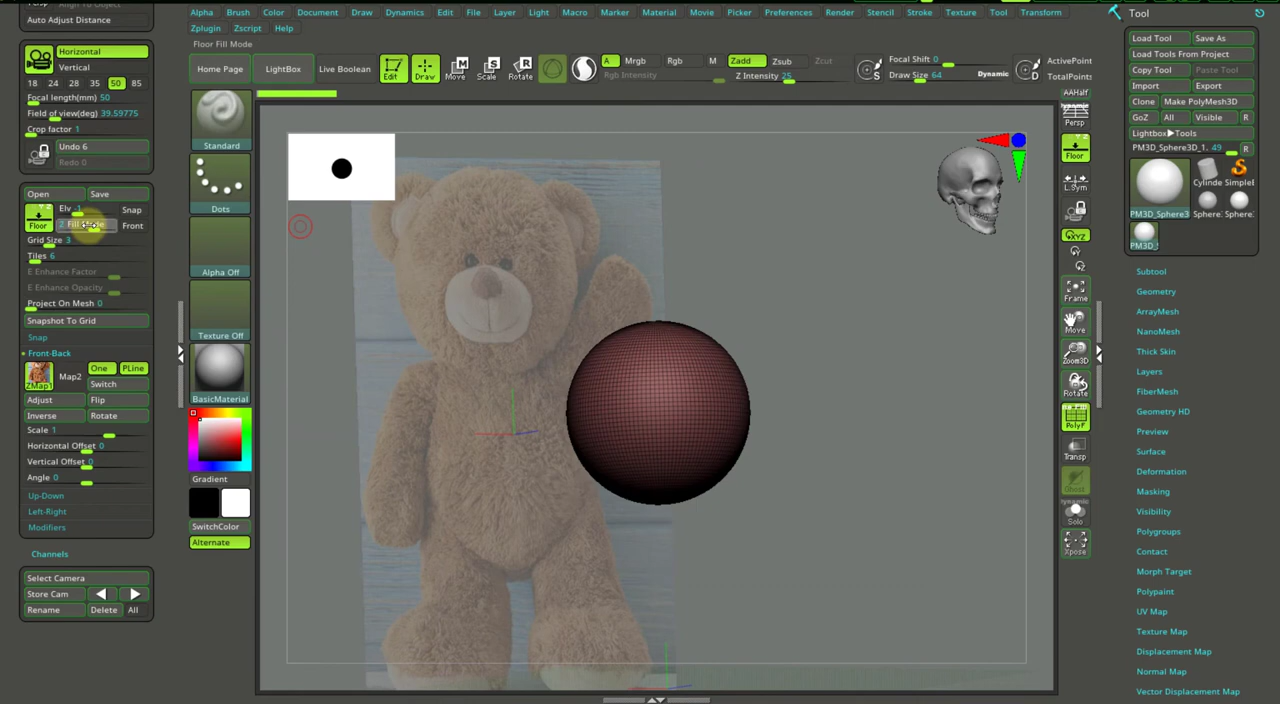 Auto Adjust Distance
Horizontal
Vertical
18 24 28 35 50 85
Focal length(mm) 50
Field of view(deg) 39.59775
Crop factor 1
Undo 6
Redo 0
Open Save
Floor Elv -1 Snap
2 Fill Front
Grid Size 3
Tiles 6
E Enhance Factor
E Enhance Opacity
Project On Mesh 0
Snapshot To Grid
Snap
Front-Back
ZMap1 Map2 One PLine
Switch
Adjust Flip
Inverse Rotate
Scale 1
Horizontal Offset 0
Vertical Offset 0
Angle 0
Up-Down
Left-Right
Modifiers
Channels
Select Camera
Store Cam
Rename Delete All
Alpha Brush Color Document Draw Dynamics Edit File Layer Light Macro Marker Material Movie Picker Preferences Render Stencil Stroke Texture Tool Transform
Zplugin Zscript Help
Floor Fill Mode
Home Page LightBox Live Boolean Edit Draw Move Scale Rotate
A Mrgb Rgb M Zadd Zsub Zcut
Rgb Intensity Z Intensity 25
S Focal Shift 0
Draw Size 64 Dynamic
D ActivePoint
TotalPoints
Standard
Dots
Alpha Off
Texture Off
BasicMaterial
Gradient
SwitchColor
Alternate
AAHalf
Dynamic
Persp
Floor
L.Sym
XYZ
Y
Z
Frame
Move
Zoom3D
Rotate
PolyF
Transp
Ghost
Dynamic
Solo
Xpose
Tool
Load Tool Save As
Load Tools From Project
Copy Tool Paste Tool
Import Export
Clone Make PolyMesh3D
GoZ All Visible R
Lightbox Tools
PM3D_Sphere3D_1. 49 R
PM3D_Sphere3 Cylinde SimpleB
Sphere. Sphere:
PM3D_
Subtool
Geometry
ArrayMesh
NanoMesh
Thick Skin
Layers
FiberMesh
Geometry HD
Preview
Surface
Deformation
Masking
Visibility
Polygroups
Contact
Morph Target
Polypaint
UV Map
Texture Map
Displacement Map
Normal Map
Vector Displacement Map